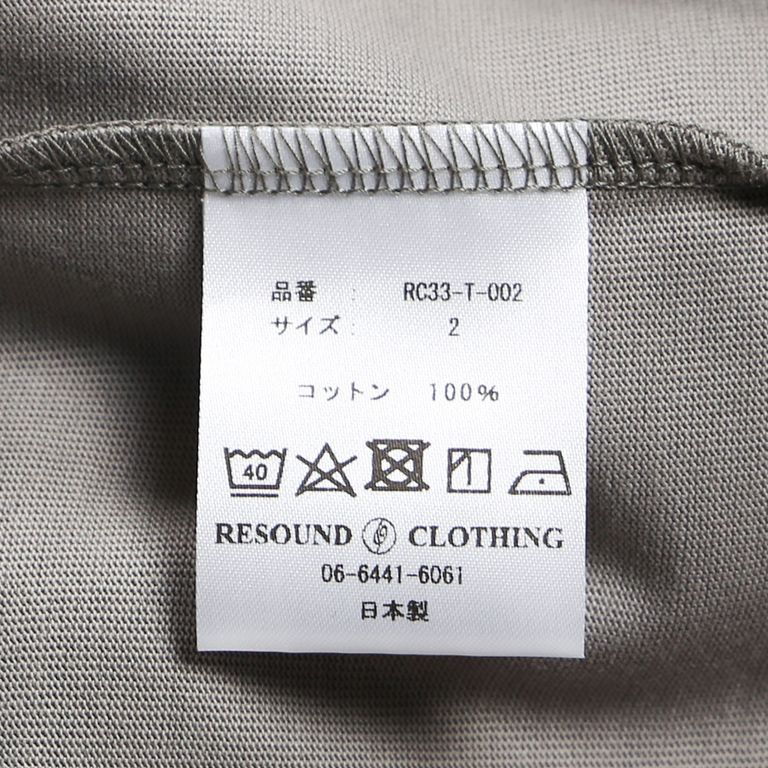 品番 : RC33-T-002
サイズ : 2
コットン 100%
40
RESOUND CLOTHING
06-6441-6061
日本製